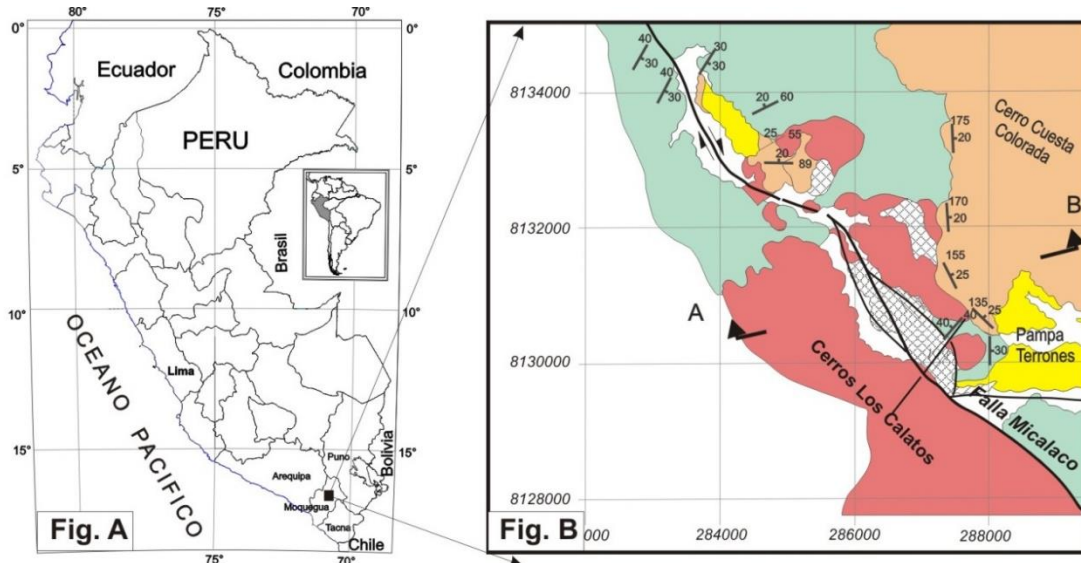 80° 75° 70°
0° 0°
Ecuador
Colombia
PERU
5° 5°
Brasil
10° 10°
OCEANO PACIFICO
Lima
15° 15°
Puno
Bolivia
Arequipa
Moquegua
Tacna
Chile
Fig. A
75° 70°
40
30
30
30
40
30
8134000
20 60
25 55
20 89
175
20
Cerro Cuesta
Colorada
8132000
170
20
B
155
25
A
135
25
40
40
30
Pampa
Terrones
8130000
Cerros Los Calatos
Falla Micalaco
8128000
Fig. B
000 284000 286000 288000